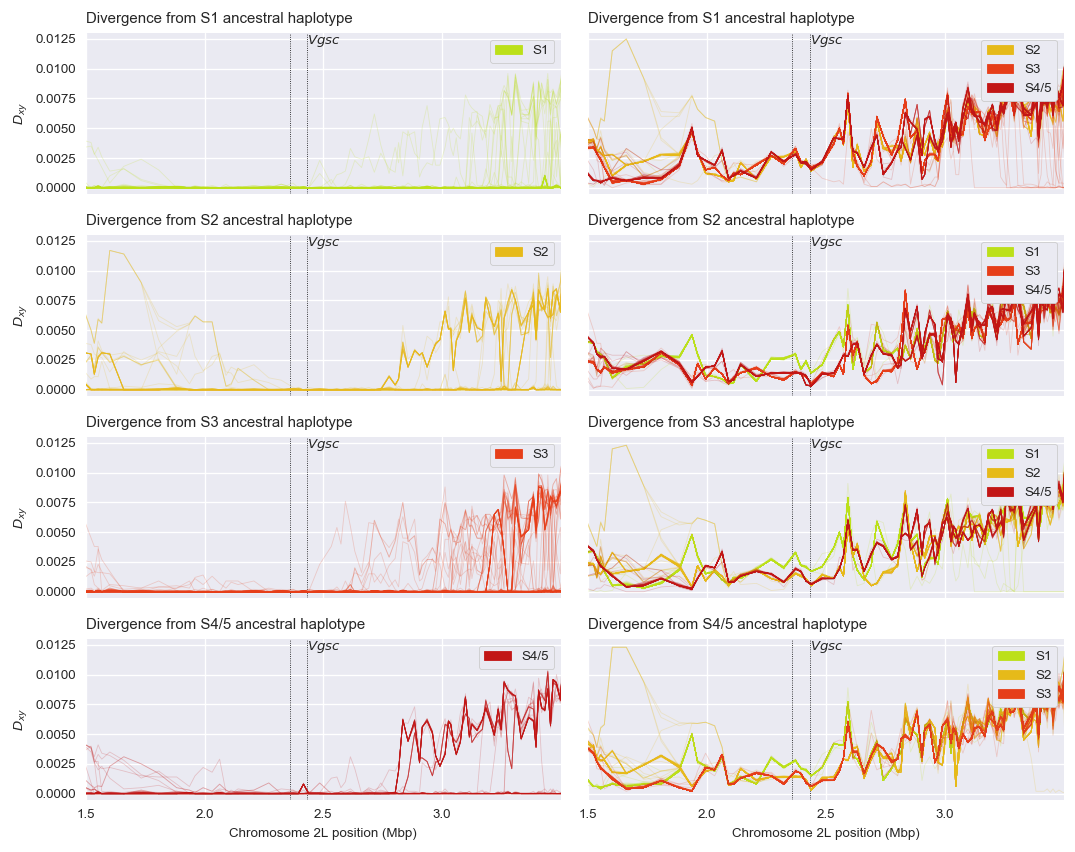 Divergence from S1 ancestral haplotype
Divergence from S1 ancestral haplotype
0.0125
0.0100
0.0075
0.0050
0.0025
0.0000
Dxy
Vgsc
S1
Vgsc
S2
S3
S4/5
Divergence from S2 ancestral haplotype
Divergence from S2 ancestral haplotype
0.0125
0.0100
0.0075
0.0050
0.0025
0.0000
Dxy
Vgsc
S2
Vgsc
S1
S3
S4/5
Divergence from S3 ancestral haplotype
Divergence from S3 ancestral haplotype
0.0125
0.0100
0.0075
0.0050
0.0025
0.0000
Dxy
Vgsc
S3
Vgsc
S1
S2
S4/5
Divergence from S4/5 ancestral haplotype
Divergence from S4/5 ancestral haplotype
0.0125
0.0100
0.0075
0.0050
0.0025
0.0000
Dxy
Vgsc
S4/5
Vgsc
S1
S2
S3
1.5 2.0 2.5 3.0
1.5 2.0 2.5 3.0
Chromosome 2L position (Mbp)
Chromosome 2L position (Mbp)